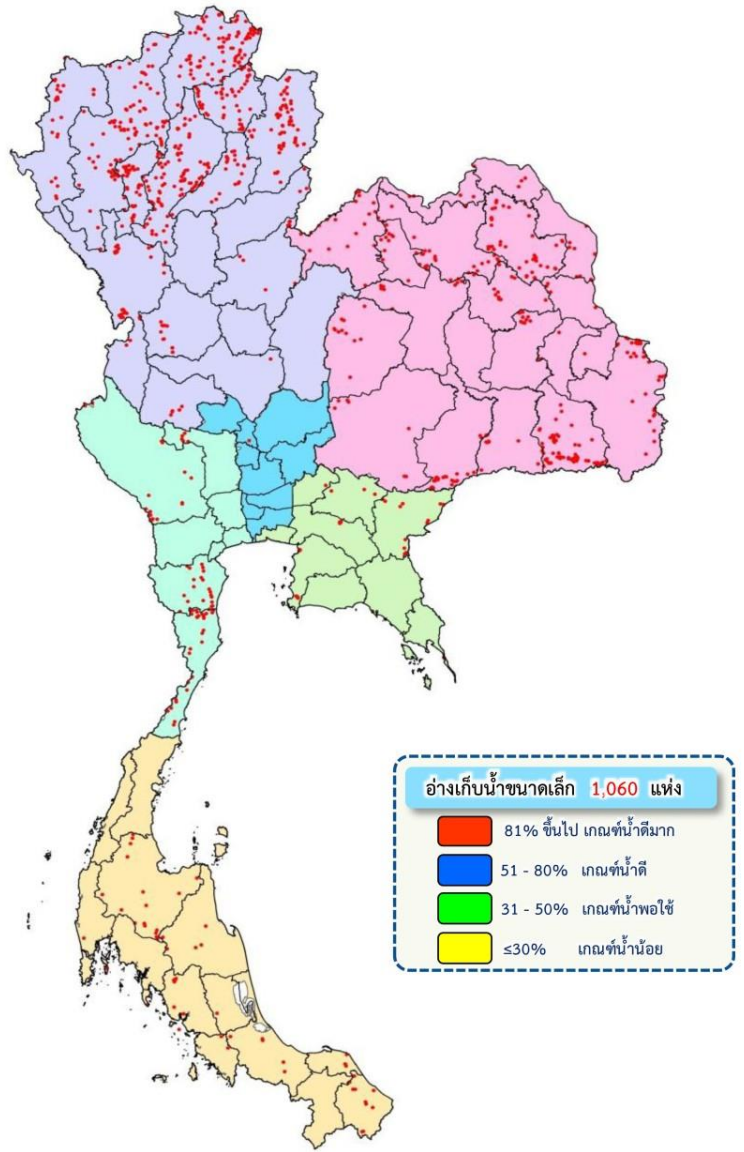 อ่างเก็บน้ำขนาดเล็ก 1,060 แห่ง
81% ขึ้นไป เกณฑ์น้ำดีมาก
51 - 80% เกณฑ์น้ำดี
31 - 50% เกณฑ์น้ำพอใช้
≤30% เกณฑ์น้ำน้อย